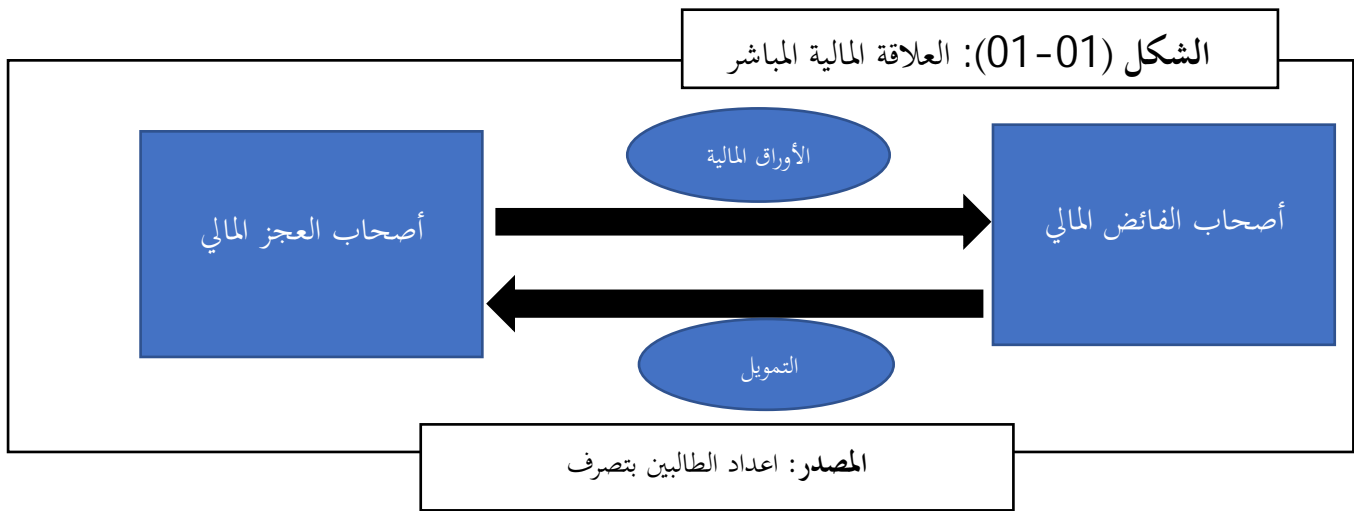 الشكل (01-01): العلاقة المالية المباشر
الأوراق المالية
أصحاب الفائض المالي
أصحاب العجز المالي
التمويل
المصدر: اعداد الطالبين بتصرف